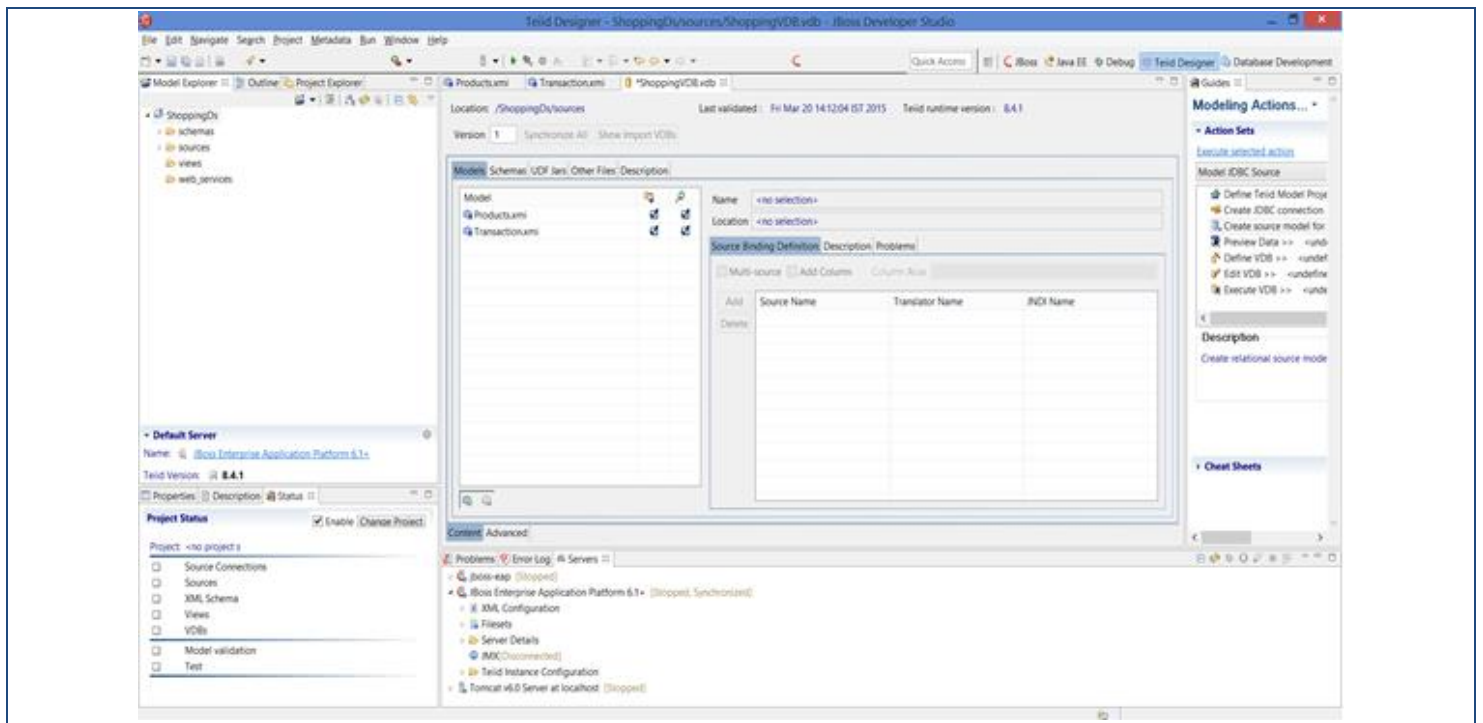 Teiid Designer - ShoppingDs/sources/ShoppingVDB.vdb - JBoss Developer Studio
File Edit Navigate Search Project Metadata Run Window Help
Quick Access JBoss Java EE Debug Teiid Designer Database Development
Model Explorer Outline Project Explorer
ShoppingDs
schemas
sources
views
web_services
Default Server
Name: JBoss Enterprise Application Platform 6.1+
Teiid Version: 8.4.1
Properties Description Status
Project Status Enable Change Project
Project: <no project>
Source Connections
Sources
XML Schema
Views
VDBs
Model validation
Test
Products.xmi Transaction.xmi *ShoppingVDB.vdb
Location: /ShoppingDs/sources Last validated : Fri Mar 20 14:12:04 IST 2015 Teiid runtime version : 8.4.1
Version 1 Synchronize All Show Import VDBs
Models Schemas UDF Jars Other Files Description
Model
Products.xmi
Transaction.xmi
Name <no selection>
Location <no selection>
Source Binding Definition Description Problems
Multi-source Add Column Column Alias
Add Source Name Translator Name JNDI Name
Delete
Content Advanced
Problems Error Log Servers
jboss-eap [Stopped]
JBoss Enterprise Application Platform 6.1+ [Stopped, Synchronized]
XML Configuration
Filesets
Server Details
JMX[Disconnected]
Teiid Instance Configuration
Tomcat v6.0 Server at localhost [Stopped]
Guides
Modeling Actions...
Action Sets
Execute selected action
Model JDBC Source
Define Teiid Model Proje
Create JDBC connection
Create source model for
Preview Data >> <und
Define VDB >> <undef
Edit VDB >> <undefine
Execute VDB >> <unde
Description
Create relational source mode
Cheat Sheets